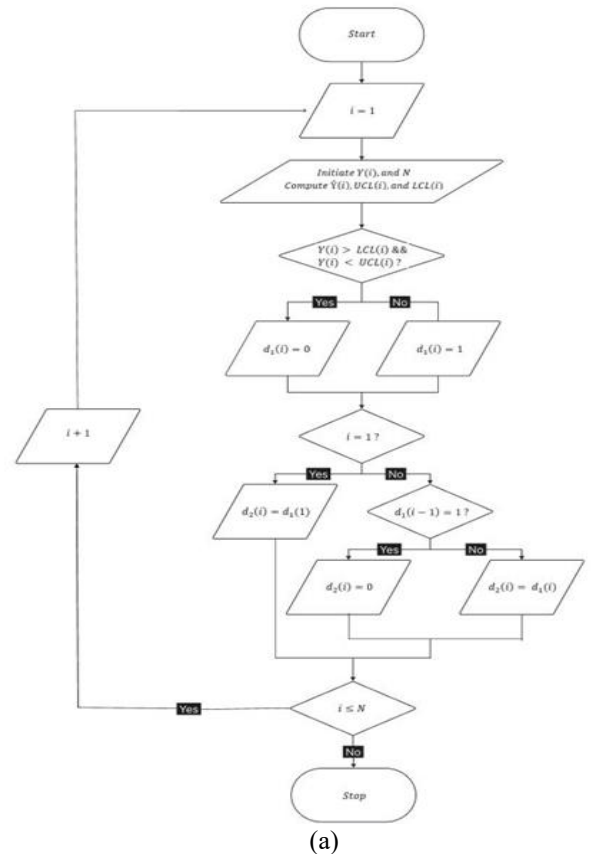 Start
i = 1
Initiate Y(i), and N
Compute Ŷ(i), UCL(i), and LCL(i)
Y(i) > LCL(i) &&
Y(i) < UCL(i) ?
Yes
No
d₁(i) = 0
d₁(i) = 1
i = 1 ?
i + 1
Yes
No
d₂(i) = d₁(1)
d₁(i − 1) = 1 ?
Yes
No
d₂(i) = 0
d₂(i) = d₁(i)
i ≤ N
Yes
No
Stop
(a)